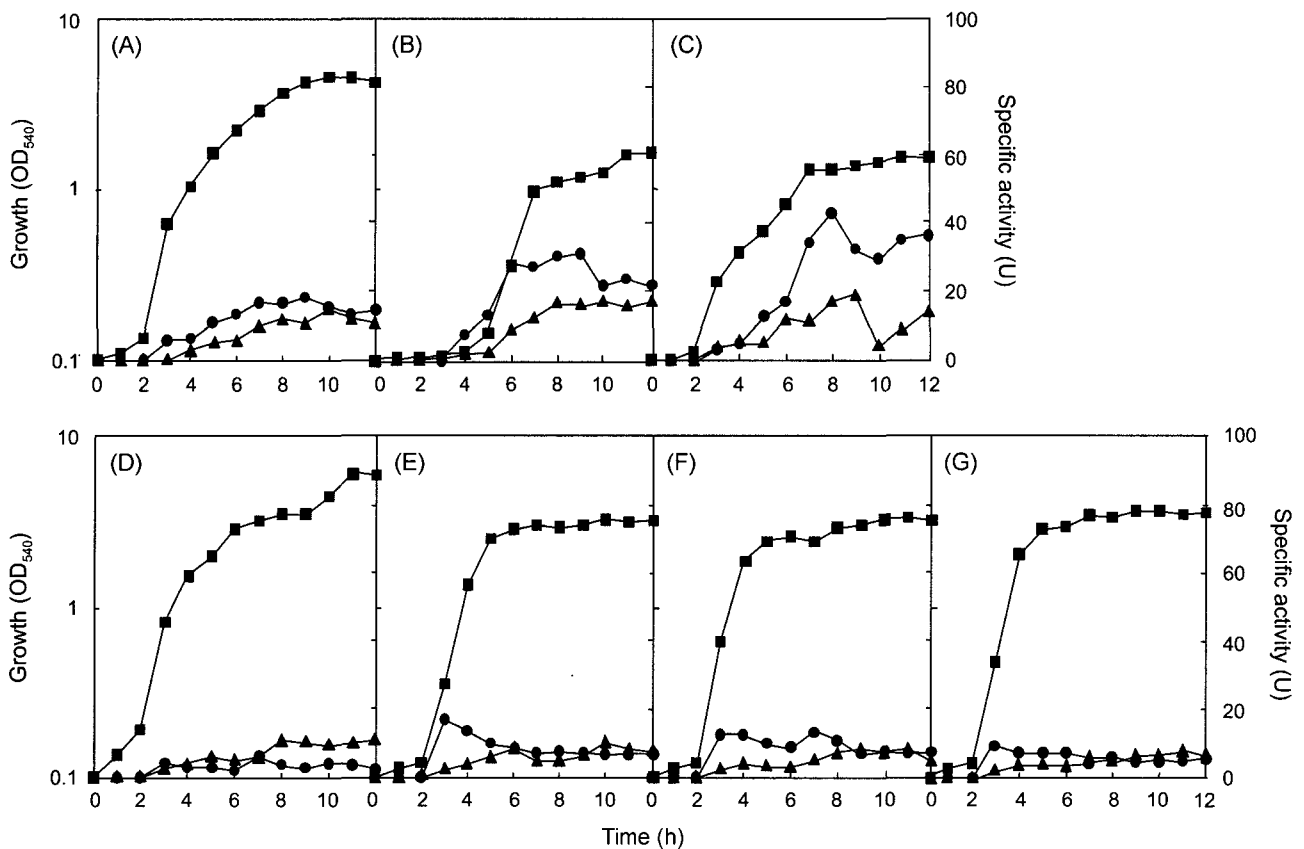 (A) (B) (C)
10 1 0.1
Growth (OD540)
100 80 60 40 20 0
Specific activity (U)
0 2 4 6 8 10 0 2 4 6 8 10 0 2 4 6 8 10 12
(D) (E) (F) (G)
10 1 0.1
Growth (OD540)
100 80 60 40 20 0
Specific activity (U)
0 2 4 6 8 10 0 2 4 6 8 10 0 2 4 6 8 10 0 2 4 6 8 10 12
Time (h)